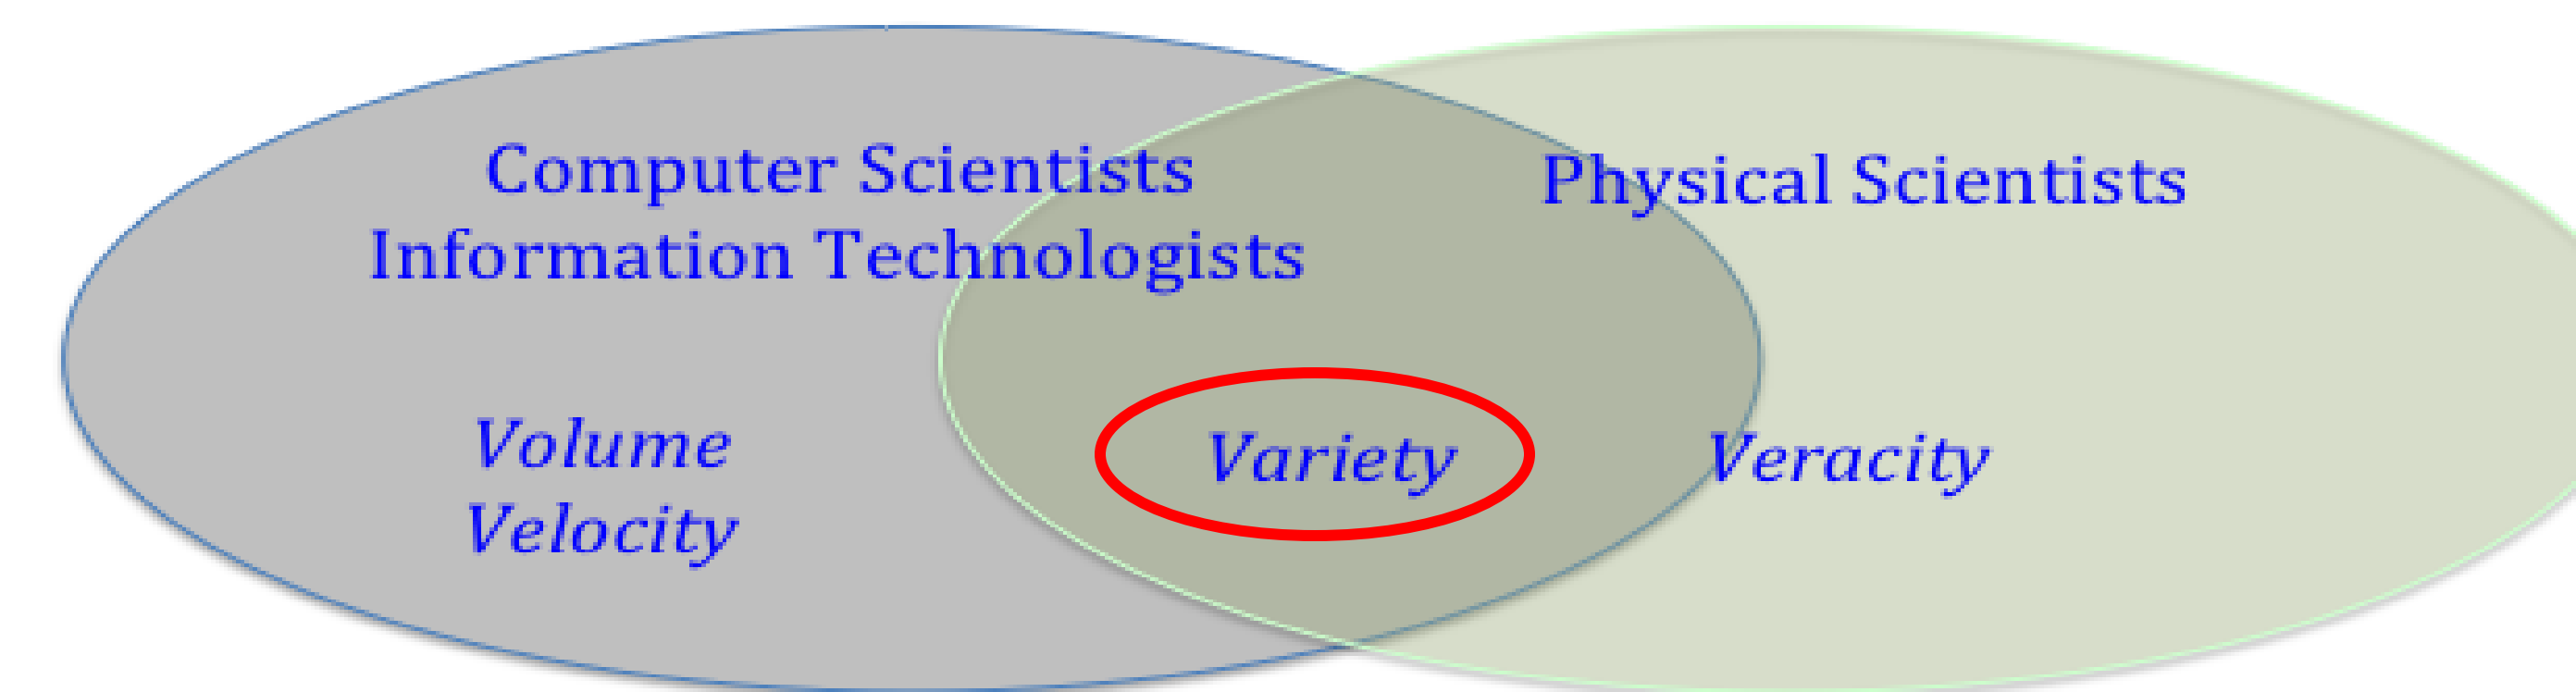 Computer Scientists
Information Technologists
Physical Scientists
Volume
Velocity
Variety
Veracity